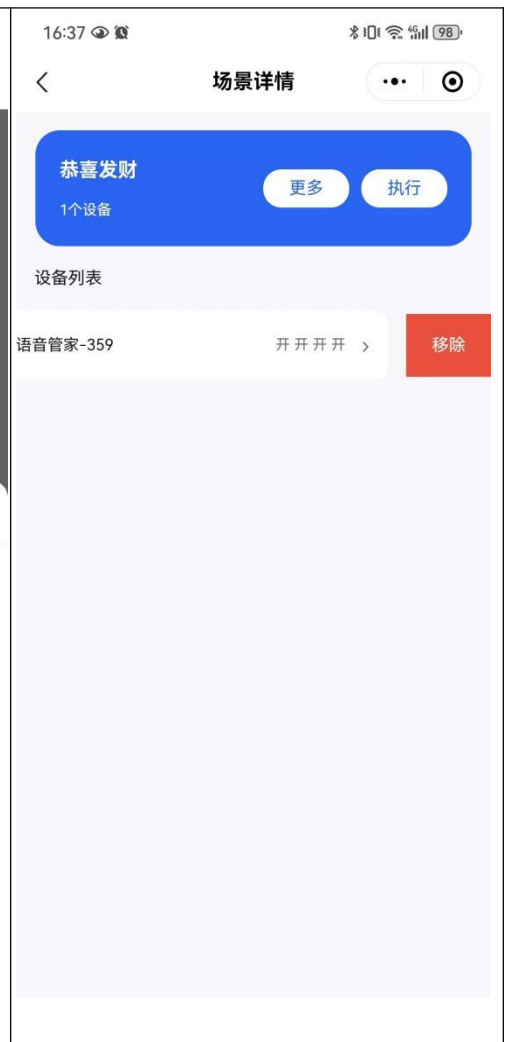 16:37
4G 98
场景详情
恭喜发财
1个设备
更多
执行
设备列表
语音管家-359
开 开 开 开
移除